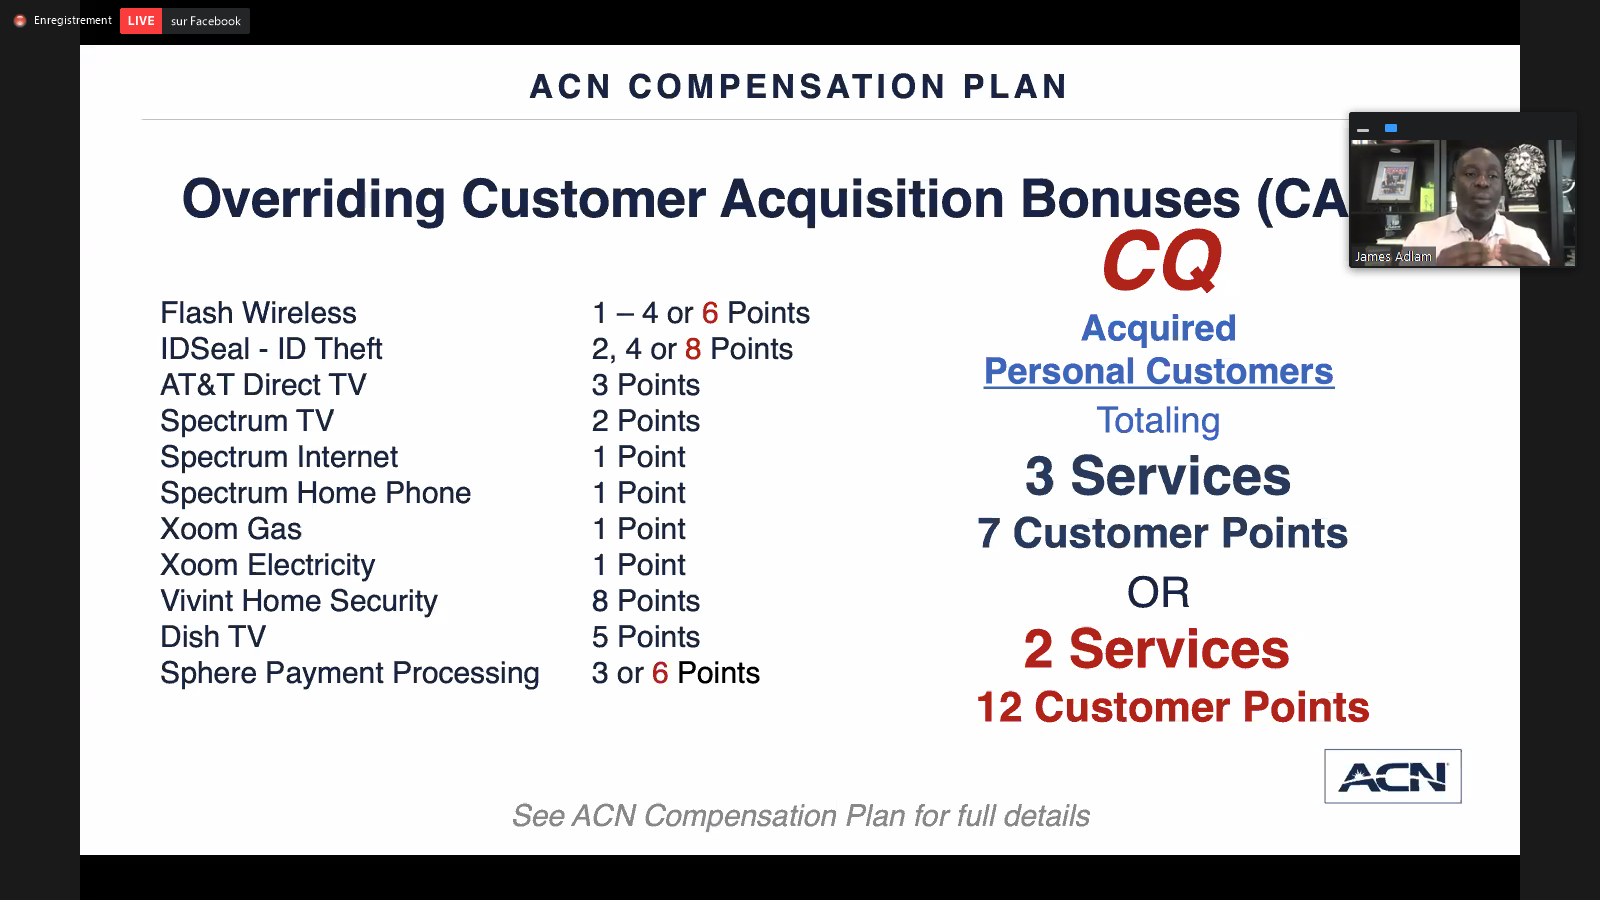 Enregistrement LIVE sur Facebook
ACN COMPENSATION PLAN
Overriding Customer Acquisition Bonuses (CA
James Adlam
CQ
Flash Wireless 1 – 4 or 6 Points
IDSeal - ID Theft 2, 4 or 8 Points
AT&T Direct TV 3 Points
Spectrum TV 2 Points
Spectrum Internet 1 Point
Spectrum Home Phone 1 Point
Xoom Gas 1 Point
Xoom Electricity 1 Point
Vivint Home Security 8 Points
Dish TV 5 Points
Sphere Payment Processing 3 or 6 Points
Acquired
Personal Customers
Totaling
3 Services
7 Customer Points
OR
2 Services
12 Customer Points
ACN
See ACN Compensation Plan for full details